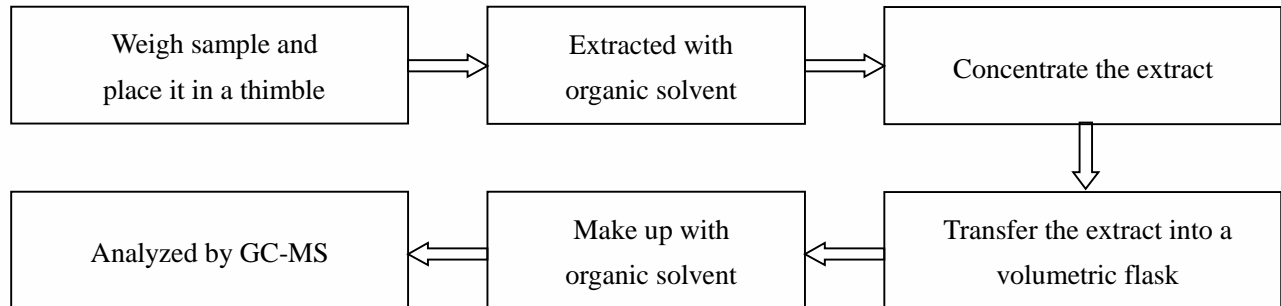 Weigh sample and
place it in a thimble
Extracted with
organic solvent
Concentrate the extract
Transfer the extract into a
volumetric flask
Make up with
organic solvent
Analyzed by GC-MS